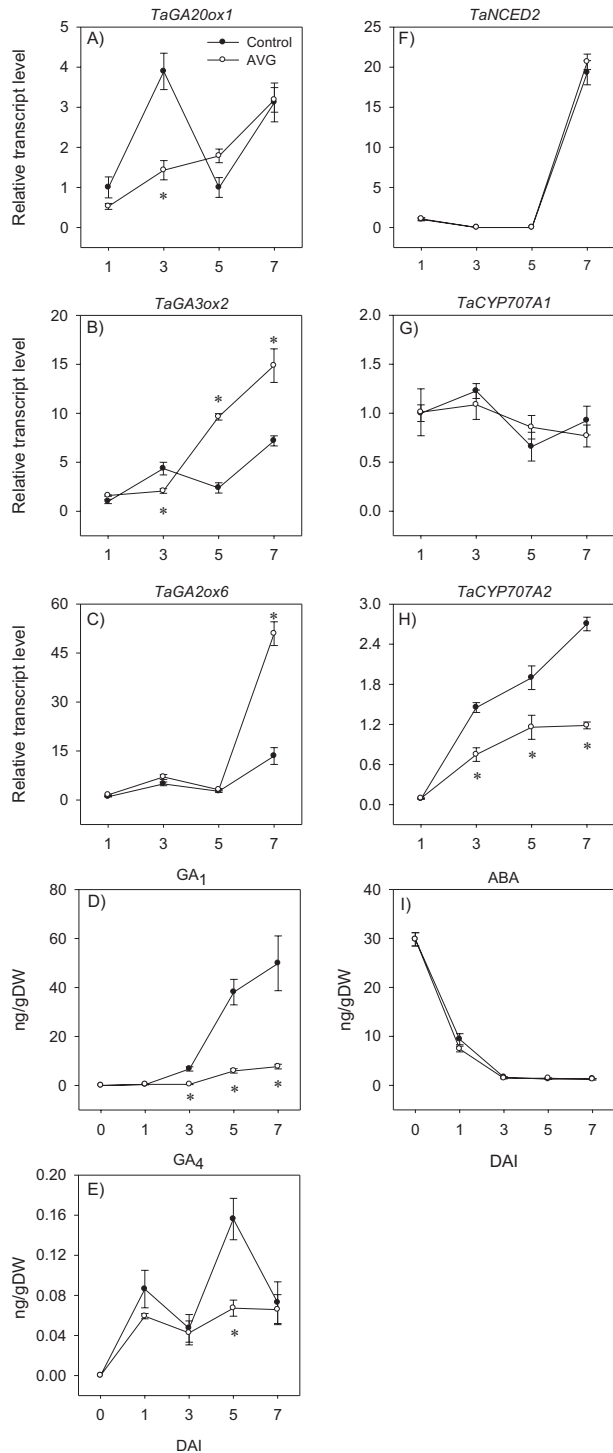 TaGA20ox1
A)
Control
AVG
Relative transcript level
5
4
3
2
1
0
*
1 3 5 7
TaGA3ox2
B)
Relative transcript level
20
15
10
5
0
*
*
*
1 3 5 7
TaGA2ox6
C)
Relative transcript level
60
45
30
15
0
*
1 3 5 7
GA1
D)
ng/gDW
80
60
40
20
0
* * *
0 1 3 5 7
GA4
E)
ng/gDW
0.20
0.16
0.12
0.08
0.04
0.00
*
0 1 3 5 7
DAI
TaNCED2
F)
25
20
15
10
5
0
1 3 5 7
TaCYP707A1
G)
2.0
1.5
1.0
0.5
0.0
1 3 5 7
TaCYP707A2
H)
3.0
2.4
1.8
1.2
0.6
0.0
* * *
1 3 5 7
ABA
I)
ng/gDW
40
30
20
10
0
0 1 3 5 7
DAI